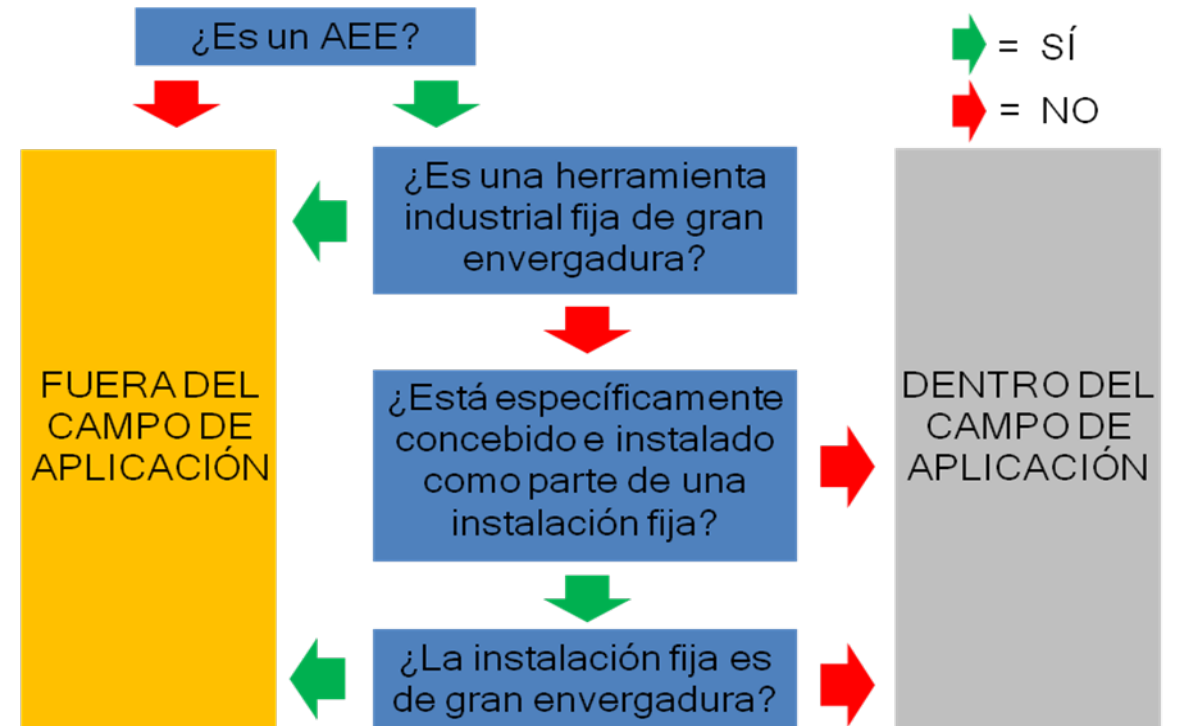 ¿Es un AEE?
= SÍ
= NO
¿Es una herramienta
industrial fija de gran
envergadura?
FUERA DEL
CAMPO DE
APLICACIÓN
¿Está específicamente
concebido e instalado
como parte de una
instalación fija?
DENTRO DEL
CAMPO DE
APLICACIÓN
¿La instalación fija es
de gran envergadura?